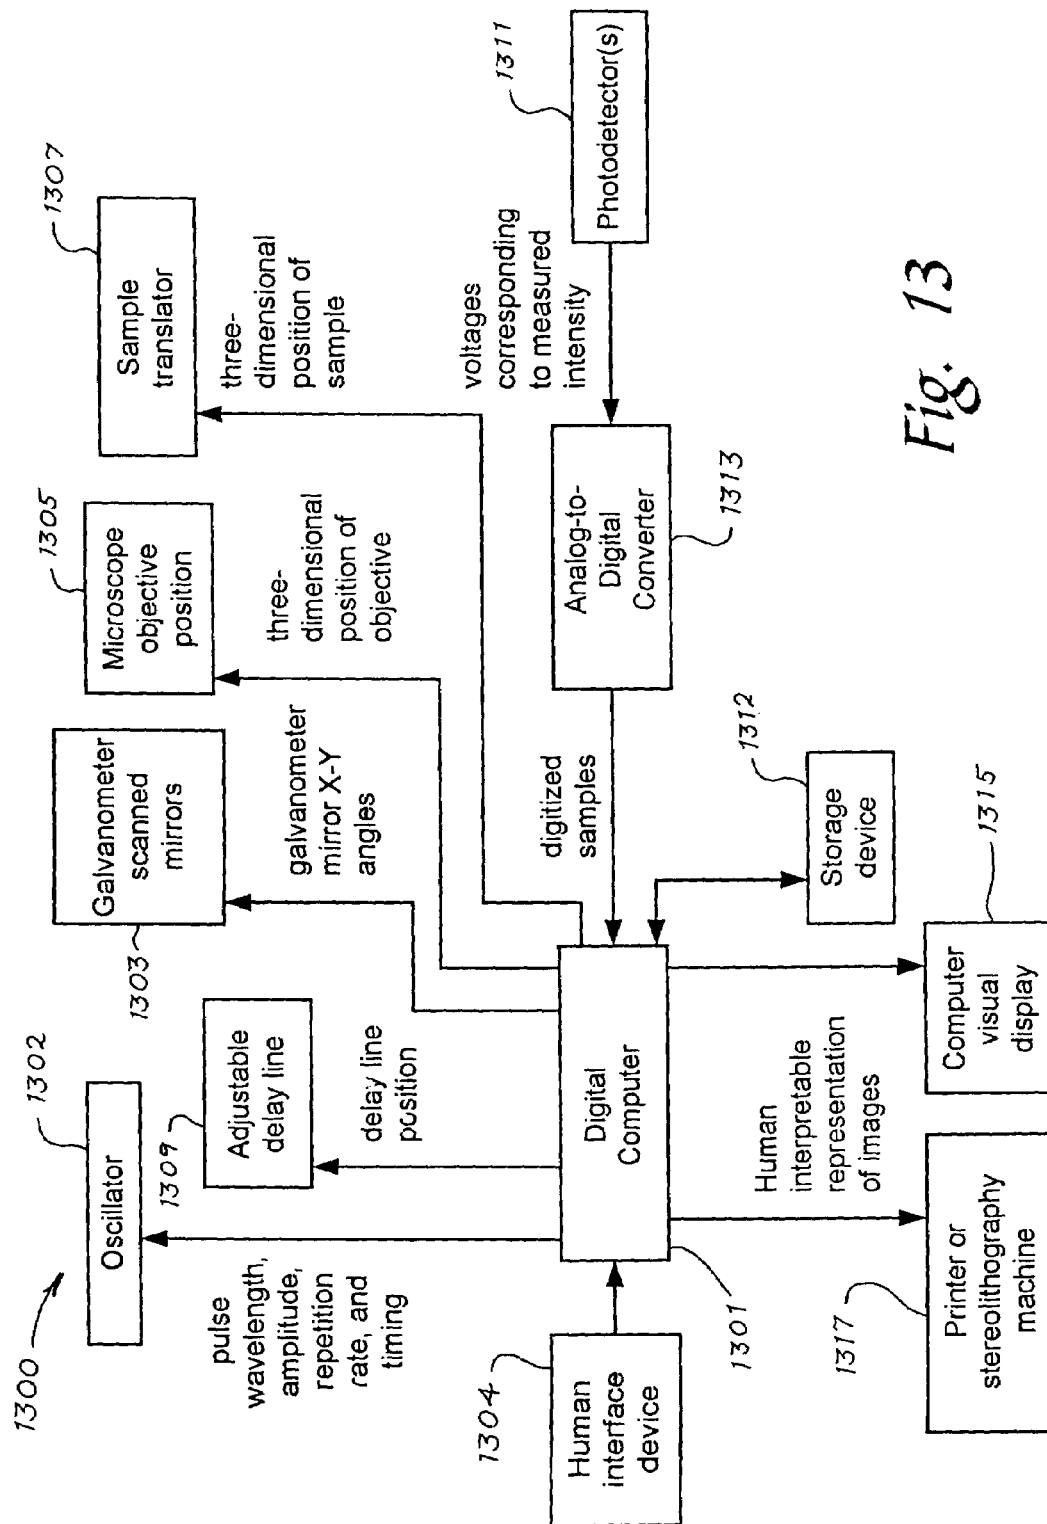 1300
1302
Oscillator
pulse
wavelength,
amplitude,
repetition
rate, and
timing
1309
Adjustable
delay line
delay line
position
Galvanometer
scanned
mirrors
1303
galvanometer
mirror X-Y
angles
1305
Microscope
objective
position
three-
dimensional
position of
objective
1307
Sample
translator
three-
dimensional
position of
sample
1304
Human
interface
device
Digital
Computer
1301
digitized
samples
Analog-to-
Digital
Converter
1313
voltages
corresponding
to measured
intensity
1311
Photodetector(s)
1312
Storage
device
Human
interpretable
representation
of images
1317
Printer or
stereolithography
machine
1315
Computer
visual
display
Fig. 13